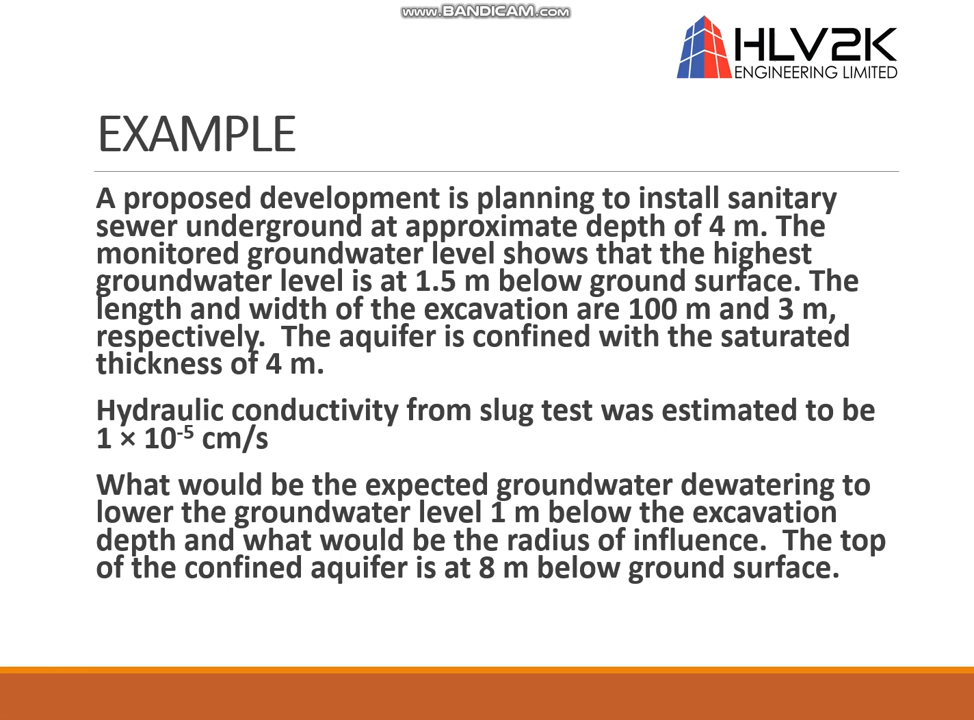 www.BANDICAM.com
HLV2K
ENGINEERING LIMITED
EXAMPLE
A proposed development is planning to install sanitary
sewer underground at approximate depth of 4 m. The
monitored groundwater level shows that the highest
groundwater level is at 1.5 m below ground surface. The
length and width of the excavation are 100 m and 3 m,
respectively.  The aquifer is confined with the saturated
thickness of 4 m.
Hydraulic conductivity from slug test was estimated to be
1 × 10⁻⁵ cm/s
What would be the expected groundwater dewatering to
lower the groundwater level 1 m below the excavation
depth and what would be the radius of influence.  The top
of the confined aquifer is at 8 m below ground surface.